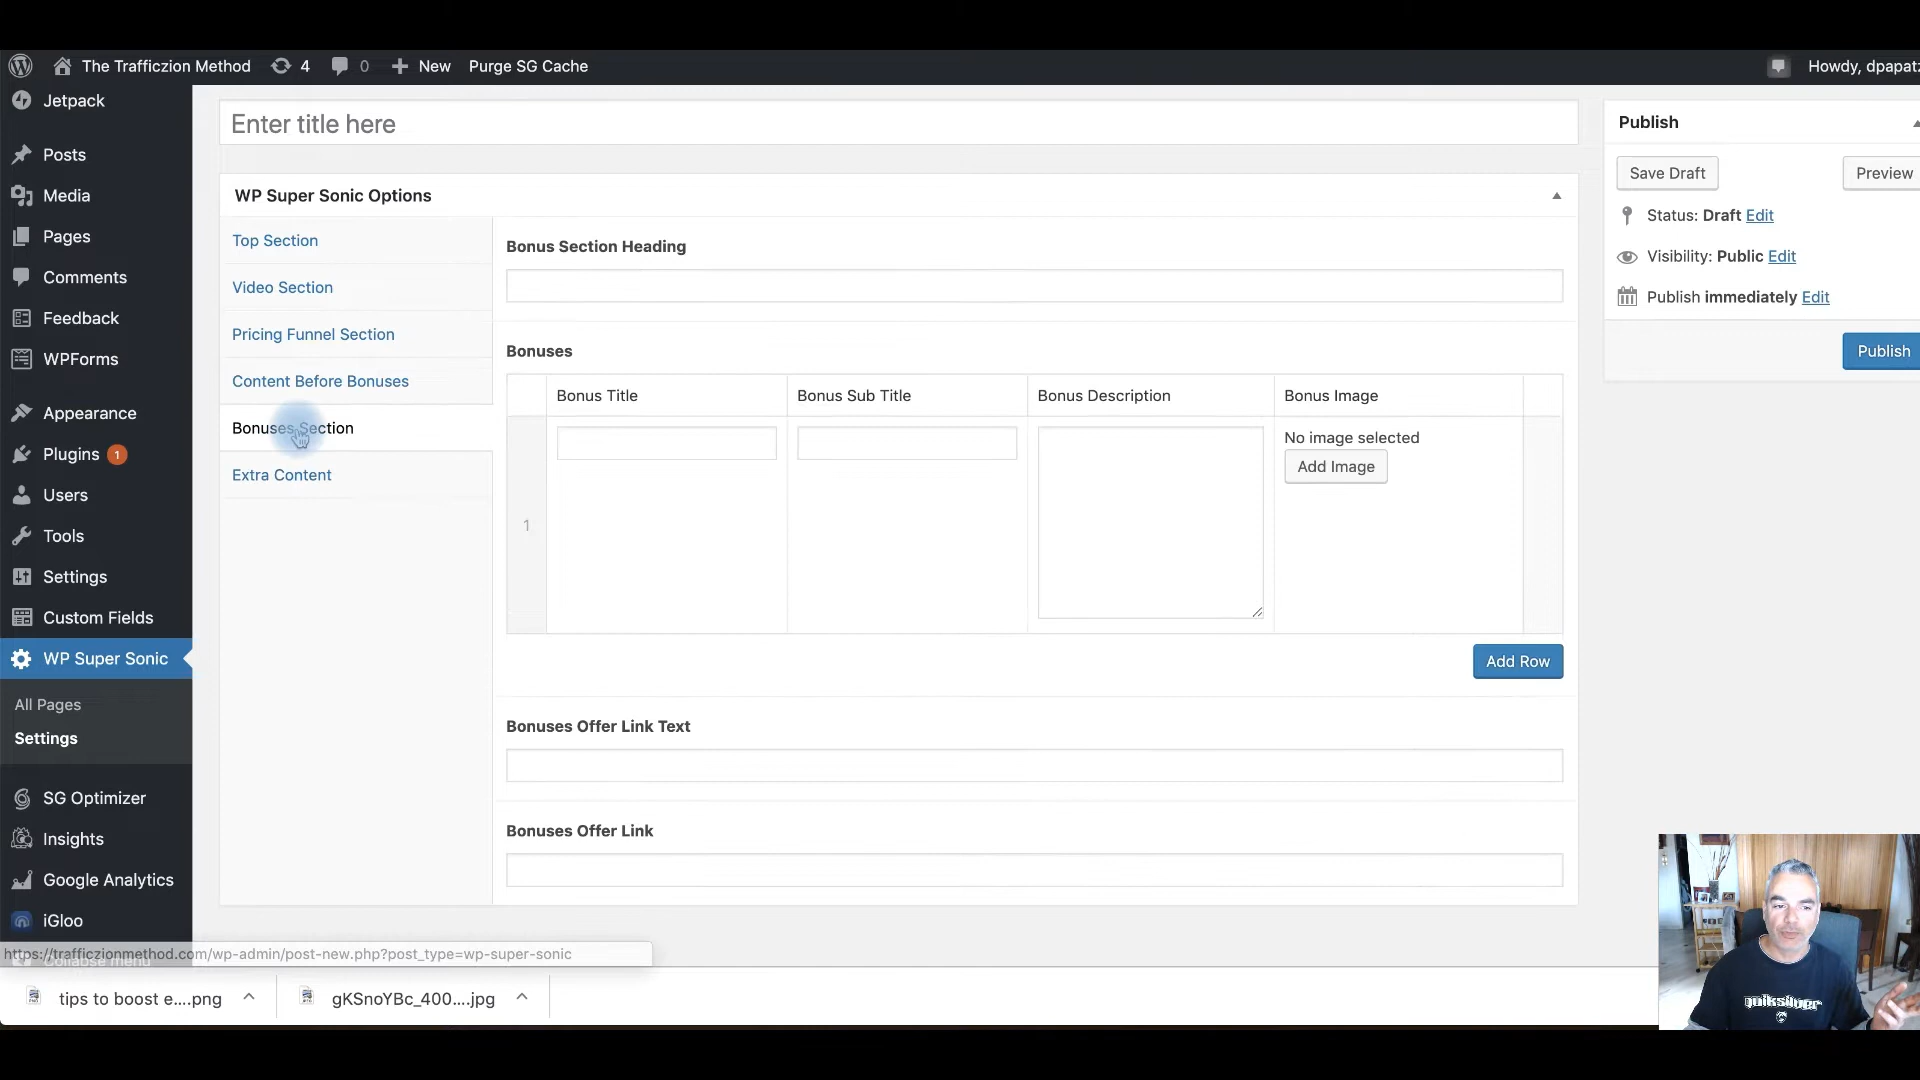 The Trafficzion Method 4 0 New Purge SG Cache Howdy, dpapatz
Jetpack
Posts
Media
Pages
Comments
Feedback
WPForms
Appearance
Plugins 1
Users
Tools
Settings
Custom Fields
WP Super Sonic
All Pages
Settings
SG Optimizer
Insights
Google Analytics
iGloo
Collapse menu
Enter title here
WP Super Sonic Options
Top Section
Video Section
Pricing Funnel Section
Content Before Bonuses
Bonuses Section
Extra Content
Bonus Section Heading
Bonuses
Bonus Title Bonus Sub Title Bonus Description Bonus Image
1
No image selected
Add Image
Add Row
Bonuses Offer Link Text
Bonuses Offer Link
Publish
Save Draft Preview
Status: Draft Edit
Visibility: Public Edit
Publish immediately Edit
Publish
https://trafficzionmethod.com/wp-admin/post-new.php?post_type=wp-super-sonic
tips to boost e....png gKSnoYBc_400....jpg
quiksilver